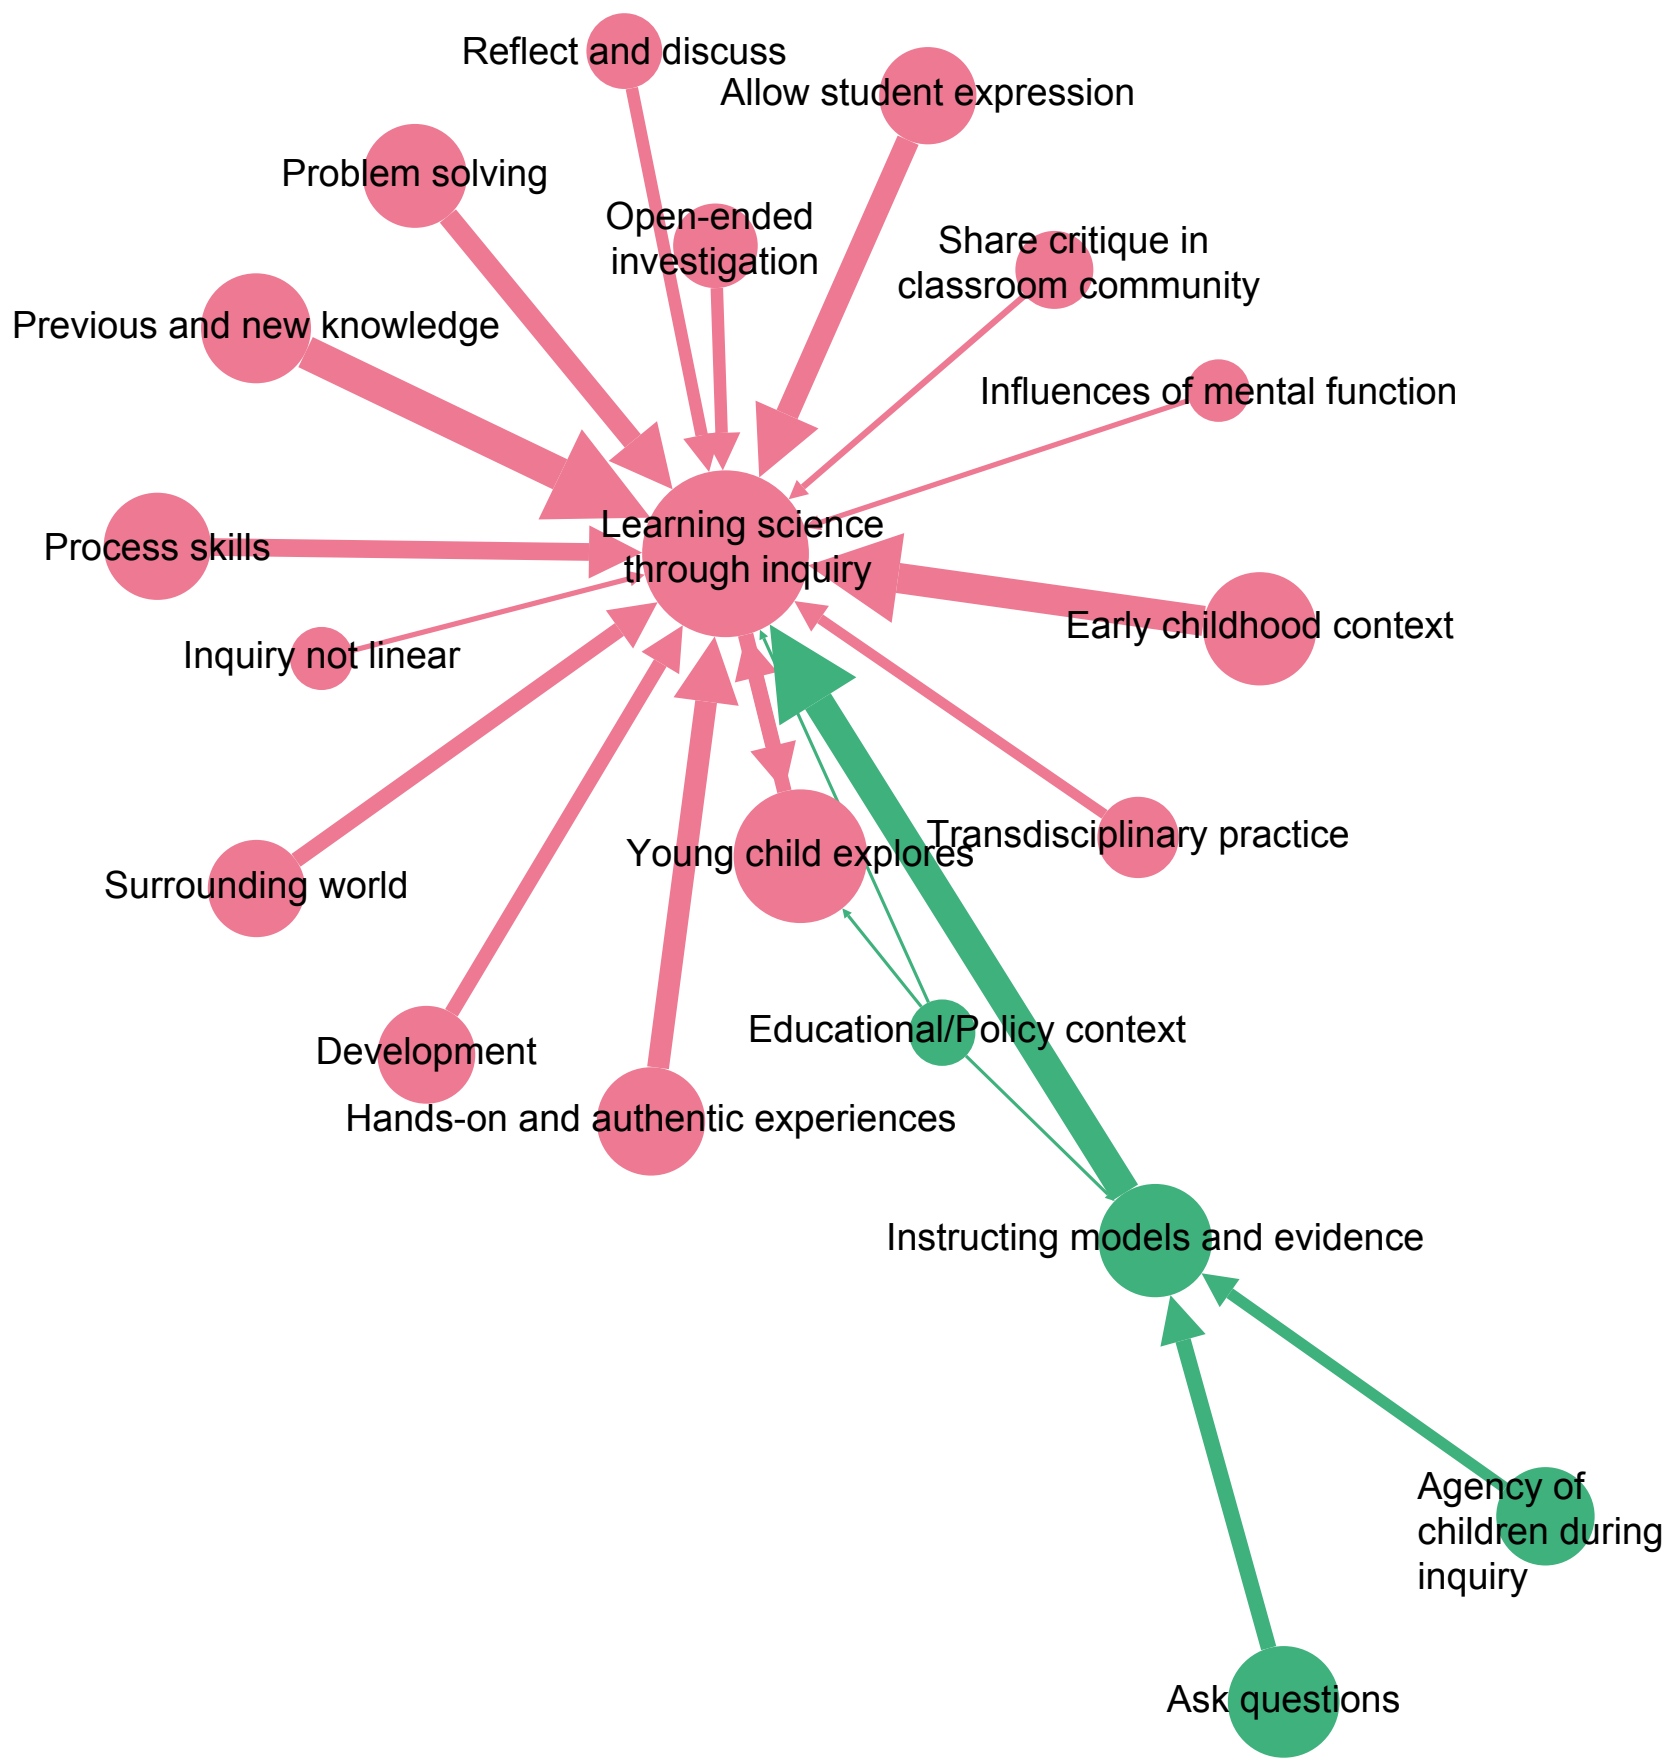 Reflect and discuss
Allow student expression
Problem solving
Open-ended
investigation
Share critique in
classroom community
Previous and new knowledge
Influences of mental function
Learning science
through inquiry
Process skills
Early childhood context
Inquiry not linear
Transdisciplinary practice
Young child explores
Surrounding world
Educational/Policy context
Development
Hands-on and authentic experiences
Instructing models and evidence
Agency of
children during
inquiry
Ask questions